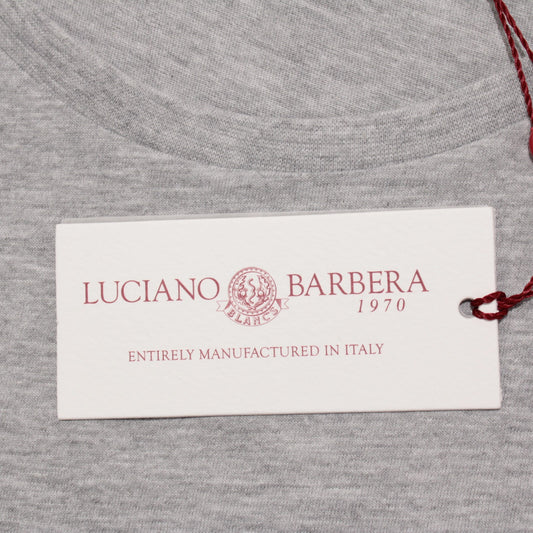 LUCIANO BARBERA
1970
BLANCS
ENTIRELY MANUFACTURED IN ITALY